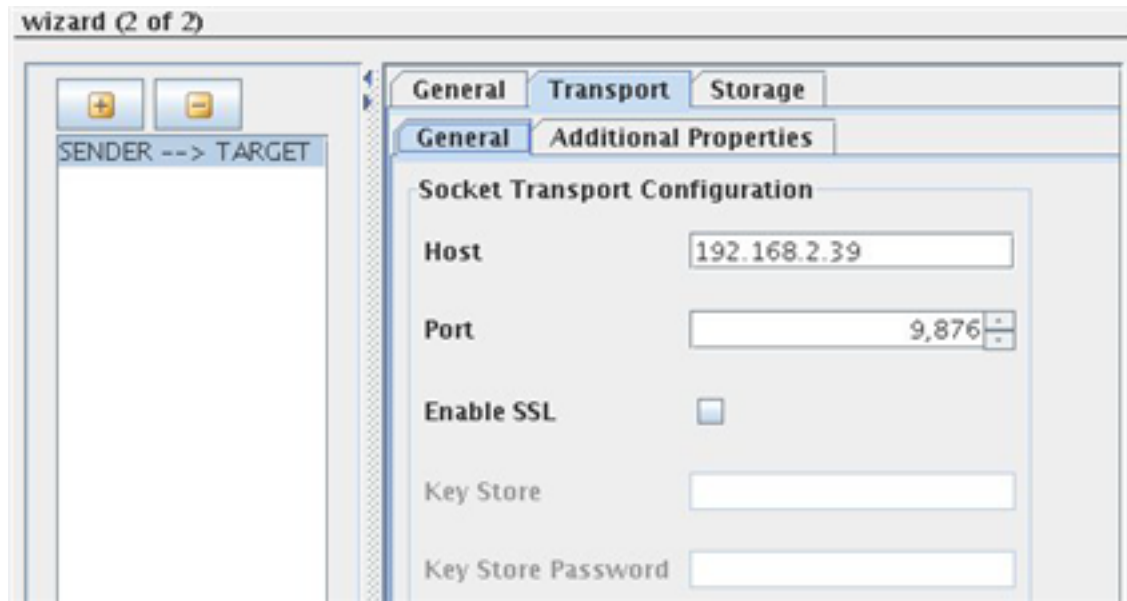 wizard (2 of 2)
SENDER --> TARGET
General Transport Storage
General Additional Properties
Socket Transport Configuration
Host 192.168.2.39
Port 9,876
Enable SSL
Key Store
Key Store Password